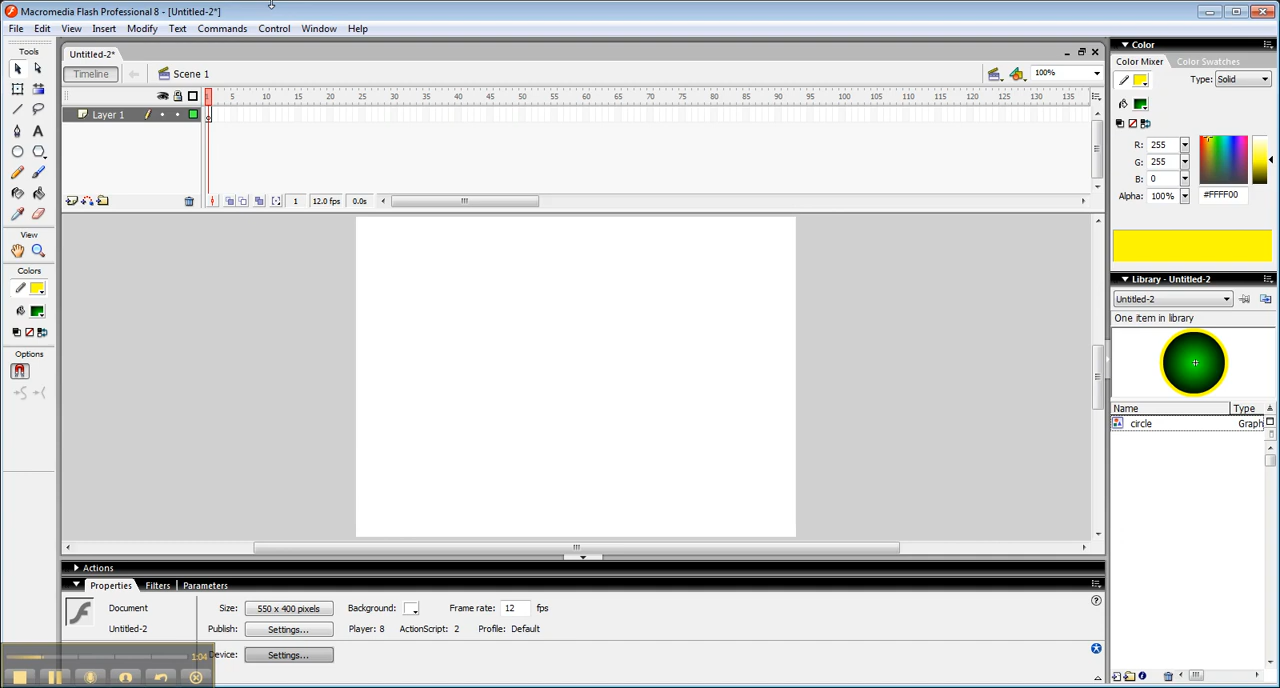 Macromedia Flash Professional 8 - [Untitled-2*]
File Edit View Insert Modify Text Commands Control Window Help
Tools
Untitled-2*
Timeline
Scene 1
100%
1 5 10 15 20 25 30 35 40 45 50 55 60 65 70 75 80 85 90 95 100 105 110 115 120 125 130 135
Layer 1
1 12.0 fps 0.0s
View
Colors
Options
Color
Color Mixer Color Swatches
Type: Solid
R: 255
G: 255
B: 0
Alpha: 100% #FFFF00
Library - Untitled-2
Untitled-2
One item in library
Name Type
circle Graph
Actions
Properties Filters Parameters
Document Size: 550 x 400 pixels Background: Frame rate: 12 fps
Untitled-2 Publish: Settings... Player: 8 ActionScript: 2 Profile: Default
1:04 Device: Settings...